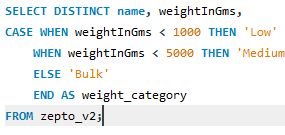 SELECT DISTINCT name, weightInGms,
CASE WHEN weightInGms < 1000 THEN 'Low'
WHEN weightInGms < 5000 THEN 'Medium
ELSE 'Bulk'
END AS weight_category
FROM zepto_v2;